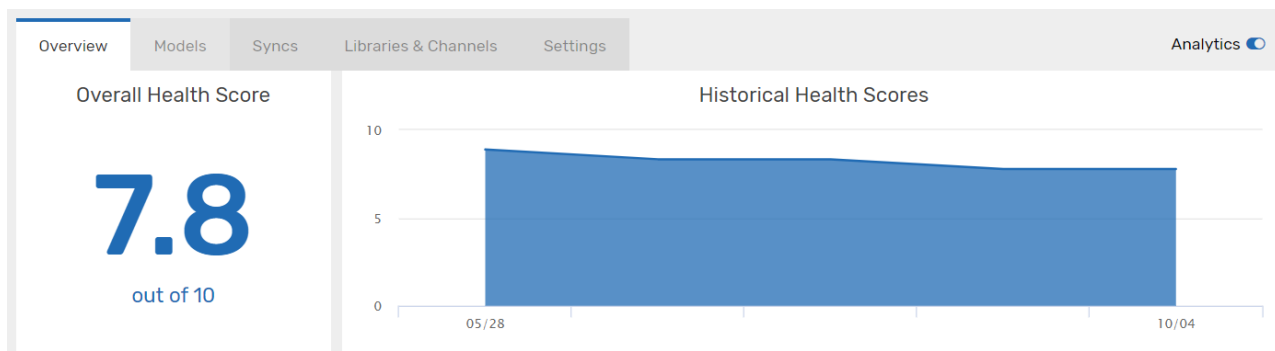 Overview Models Syncs Libraries & Channels Settings Analytics
Overall Health Score
7.8
out of 10
Historical Health Scores
10
5
0
05/28 10/04